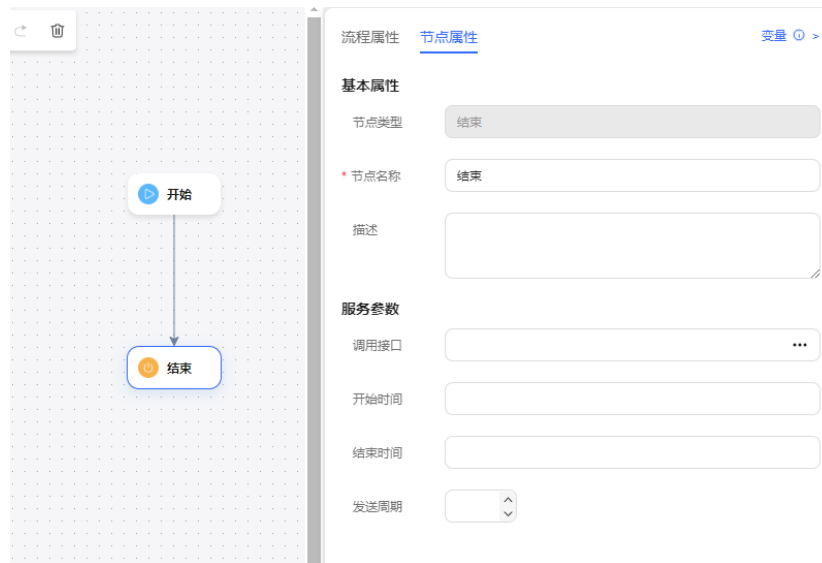 流程属性 节点属性 变量 >
基本属性
节点类型 结束
* 节点名称 结束
开始
描述
服务参数
调用接口 •••
结束
开始时间
结束时间
发送周期